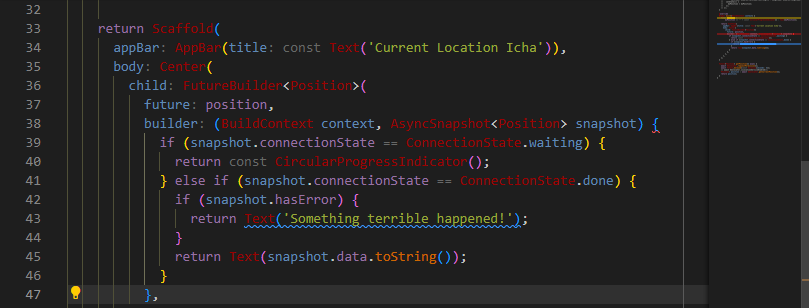 32
33 return Scaffold(
34 appBar: AppBar(title: const Text('Current Location Icha')),
35 body: Center(
36 child: FutureBuilder<Position>(
37 future: position,
38 builder: (BuildContext context, AsyncSnapshot<Position> snapshot) {
39 if (snapshot.connectionState == ConnectionState.waiting) {
40 return const CircularProgressIndicator();
41 } else if (snapshot.connectionState == ConnectionState.done) {
42 if (snapshot.hasError) {
43 return Text('Something terrible happened!');
44 }
45 return Text(snapshot.data.toString());
46 }
47 },